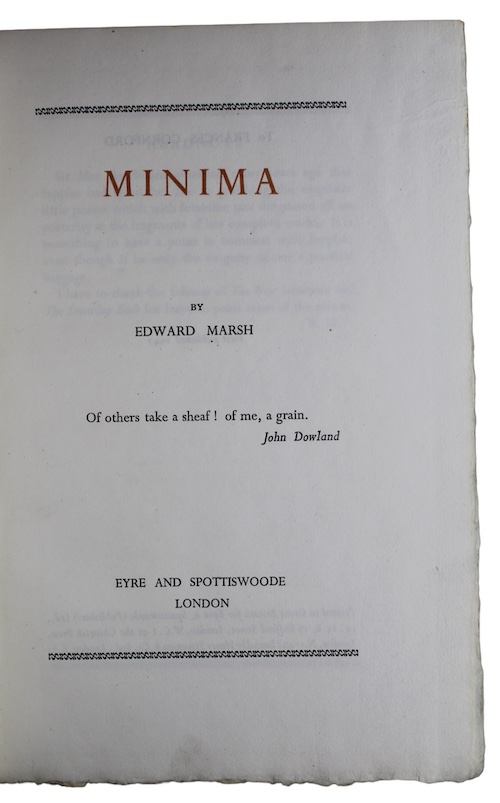 MINIMA
BY
EDWARD MARSH
Of others take a sheaf ! of me, a grain.
John Dowland
EYRE AND SPOTTISWOODE
LONDON